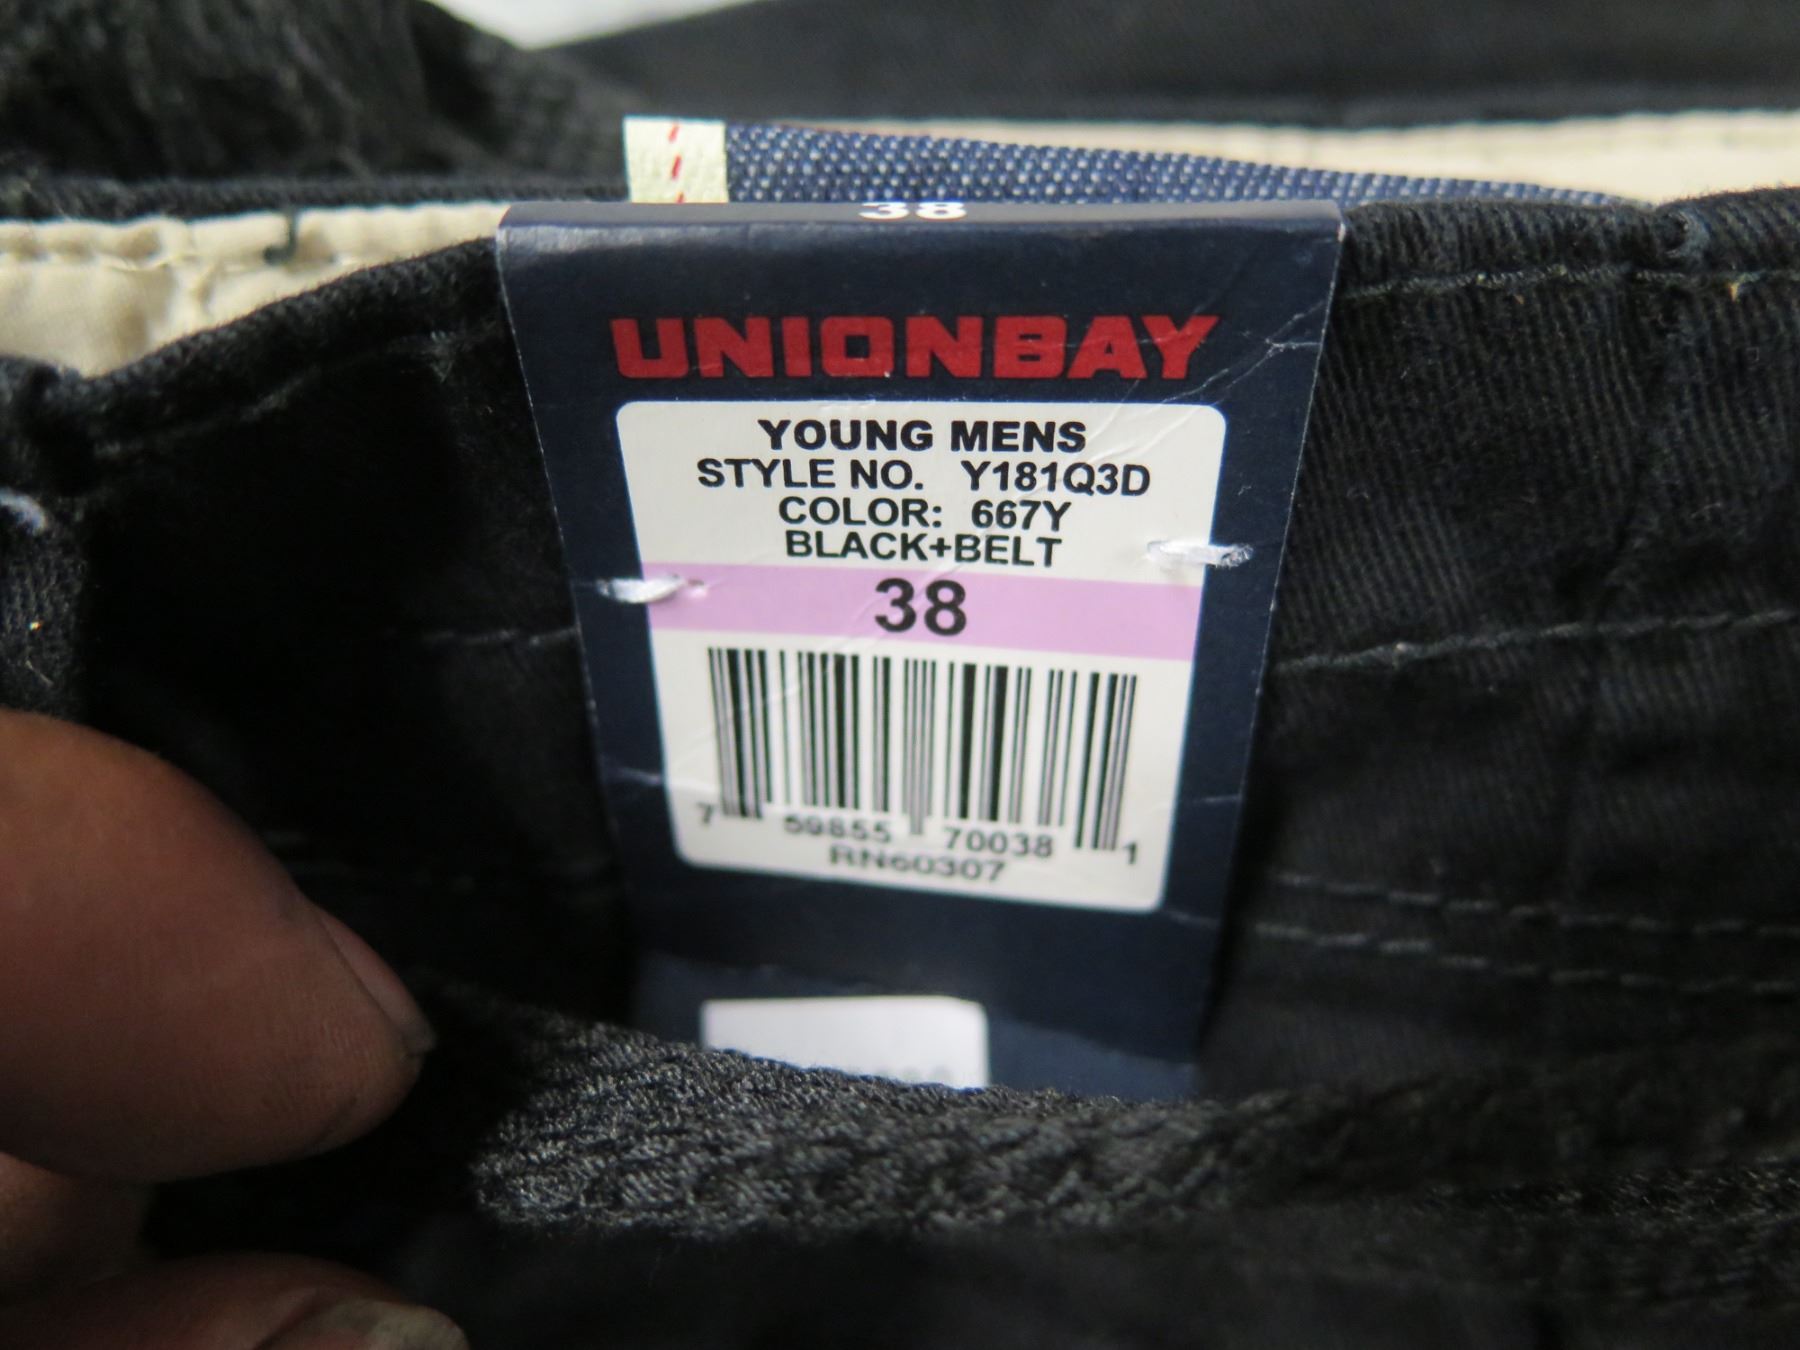 38
UNIONBAY
YOUNG MENS
STYLE NO. Y181Q3D
COLOR: 667Y
BLACK+BELT
38
7 59855 70038 1
RN60307